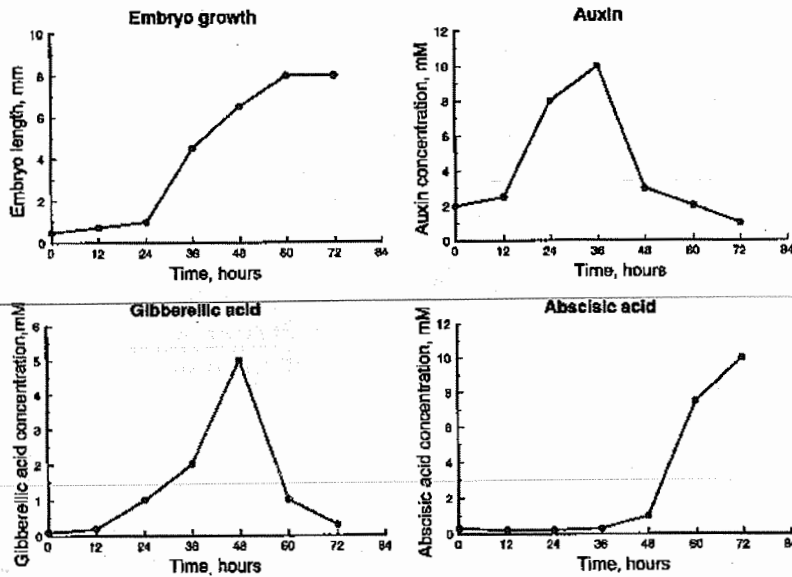 Embryo growth
Embryo length, mm
10
8
6
4
2
0
0 12 24 36 48 60 72 84
Time, hours
Auxin
Auxin concentration, mM
12
10
8
6
4
2
0
0 12 24 36 48 60 72 84
Time, hours
Gibberellic acid
Gibberellic acid concentration,mM
6
5
4
3
2
1
0
0 12 24 36 48 60 72 84
Time, hours
Abscisic acid
Abscisic acid concentration, mM
12
10
8
6
4
2
0
0 12 24 36 48 60 72 84
Time, hours